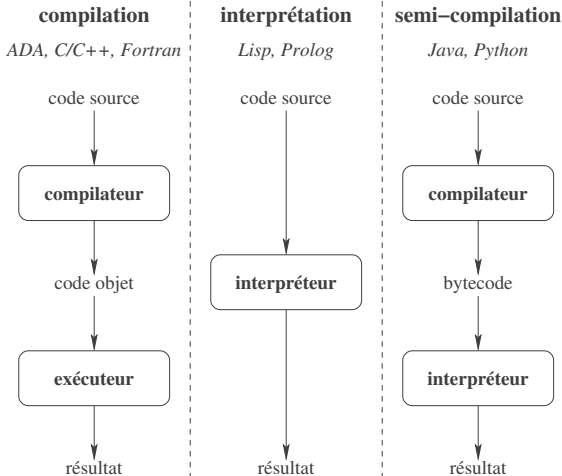 compilation
ADA, C/C++, Fortran
code source
compilateur
code objet
exécuteur
résultat
interprétation
Lisp, Prolog
code source
interpréteur
résultat
semi−compilation
Java, Python
code source
compilateur
bytecode
interpréteur
résultat